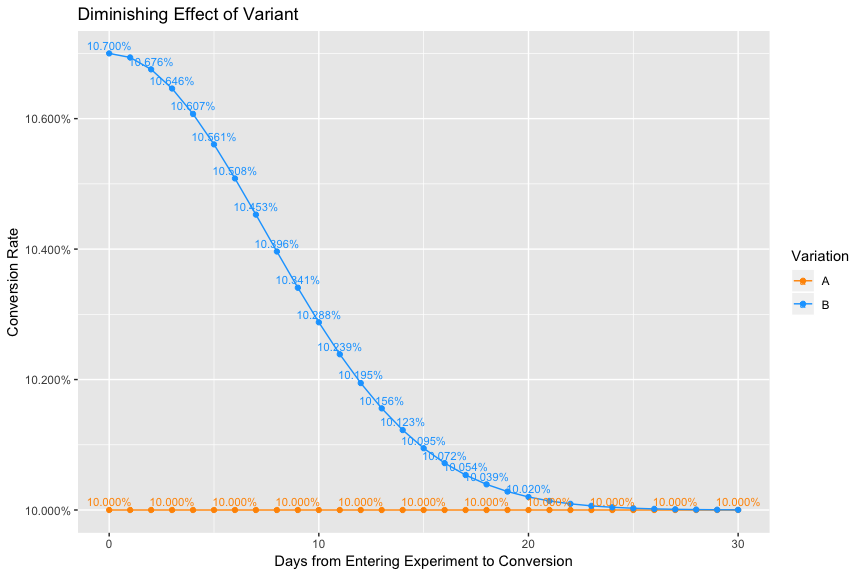 Diminishing Effect of Variant
10.700%
10.676%
10.646%
10.607%
10.600%
10.561%
10.508%
10.453%
10.400%
10.396%
10.341%
10.288%
10.239%
10.200%
10.195%
10.156%
10.123%
10.095%
10.072%
10.054%
10.039%
10.020%
10.000% 10.000% 10.000% 10.000% 10.000% 10.000% 10.000% 10.000% 10.000% 10.000%
10.000%
0 10 20 30
Days from Entering Experiment to Conversion
Conversion Rate
Variation
A
B